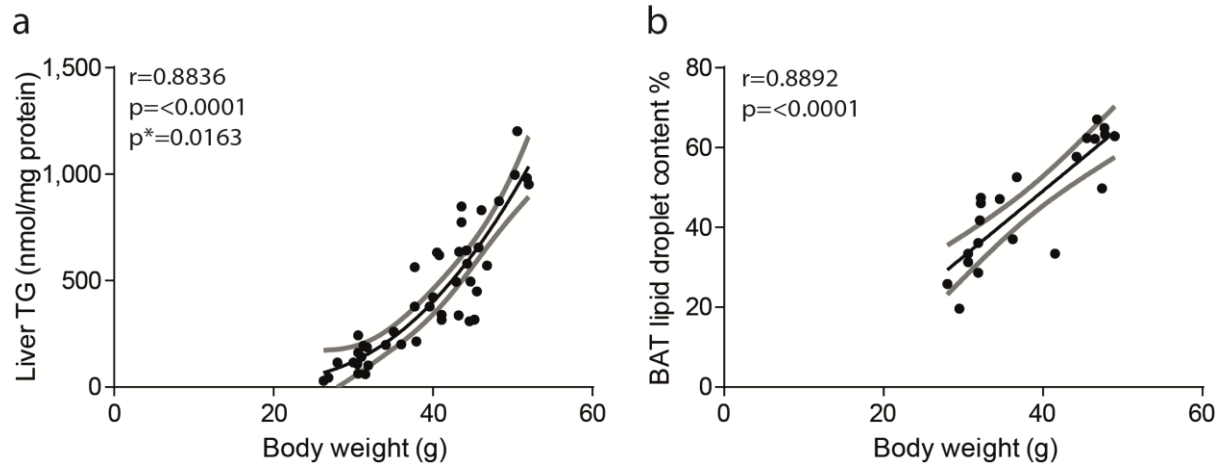 a
r=0.8836
p=<0.0001
p*=0.0163
Liver TG (nmol/mg protein)
1,500
1,000
500
0
0
20
40
60
Body weight (g)
b
r=0.8892
p=<0.0001
BAT lipid droplet content %
80
60
40
20
0
0
20
40
60
Body weight (g)